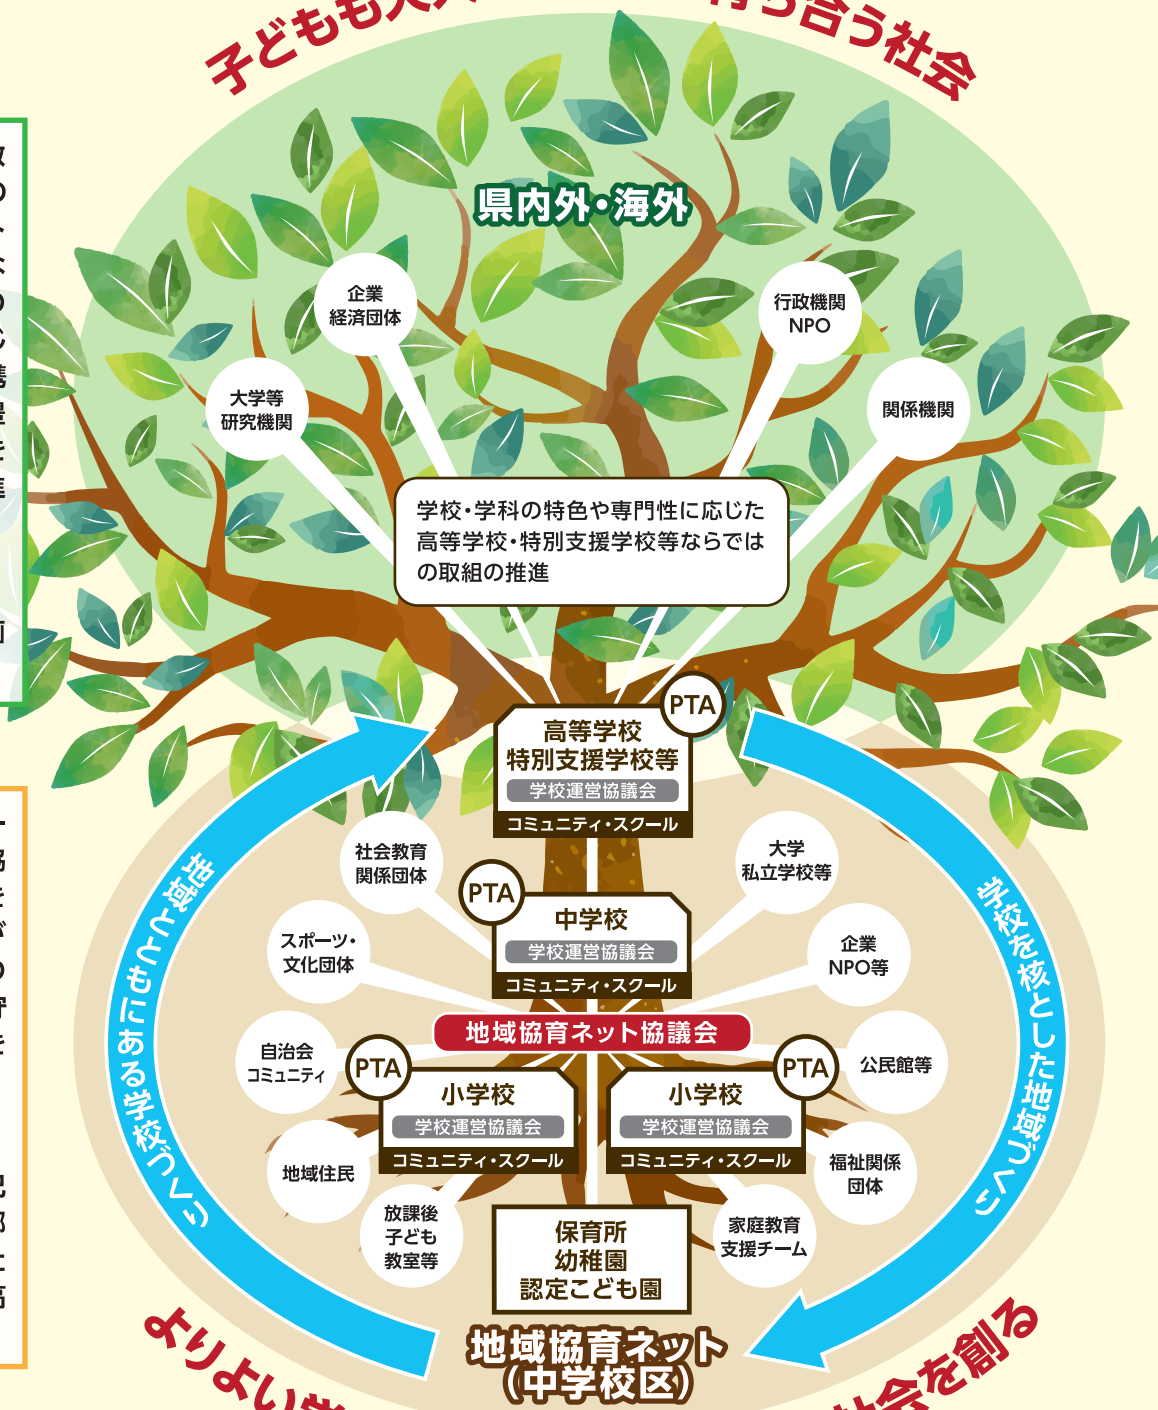 子どもも大
育ち合う社会
県内外・海外
企業
経済団体
行政機関
NPO
大学等
研究機関
関係機関
学校・学科の特色や専門性に応じた
高等学校・特別支援学校等ならでは
の取組の推進
PTA
高等学校
特別支援学校等
学校運営協議会
コミュニティ・スクール
社会教育
関係団体
大学
私立学校等
PTA
中学校
学校運営協議会
コミュニティ・スクール
スポーツ・
文化団体
企業
NPO等
地域協育ネット協議会
自治会
コミュニティ
PTA
小学校
学校運営協議会
コミュニティ・スクール
PTA
小学校
学校運営協議会
コミュニティ・スクール
公民館等
地域住民
福祉関係
団体
放課後
子ども
教室等
家庭教育
支援チーム
保育所
幼稚園
認定こども園
地域とともにある学校づくり
学校を核とした地域づくり
地域協育ネット
(中学校区)
よりよい学
社会を創る